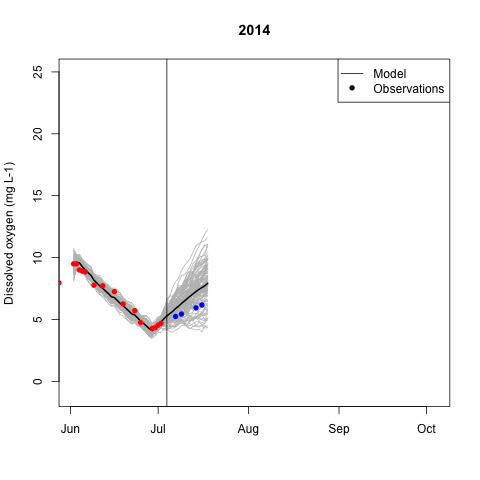 2014
Model
Observations
Dissolved oxygen (mg L-1)
25
20
15
10
5
0
Jun
Jul
Aug
Sep
Oct